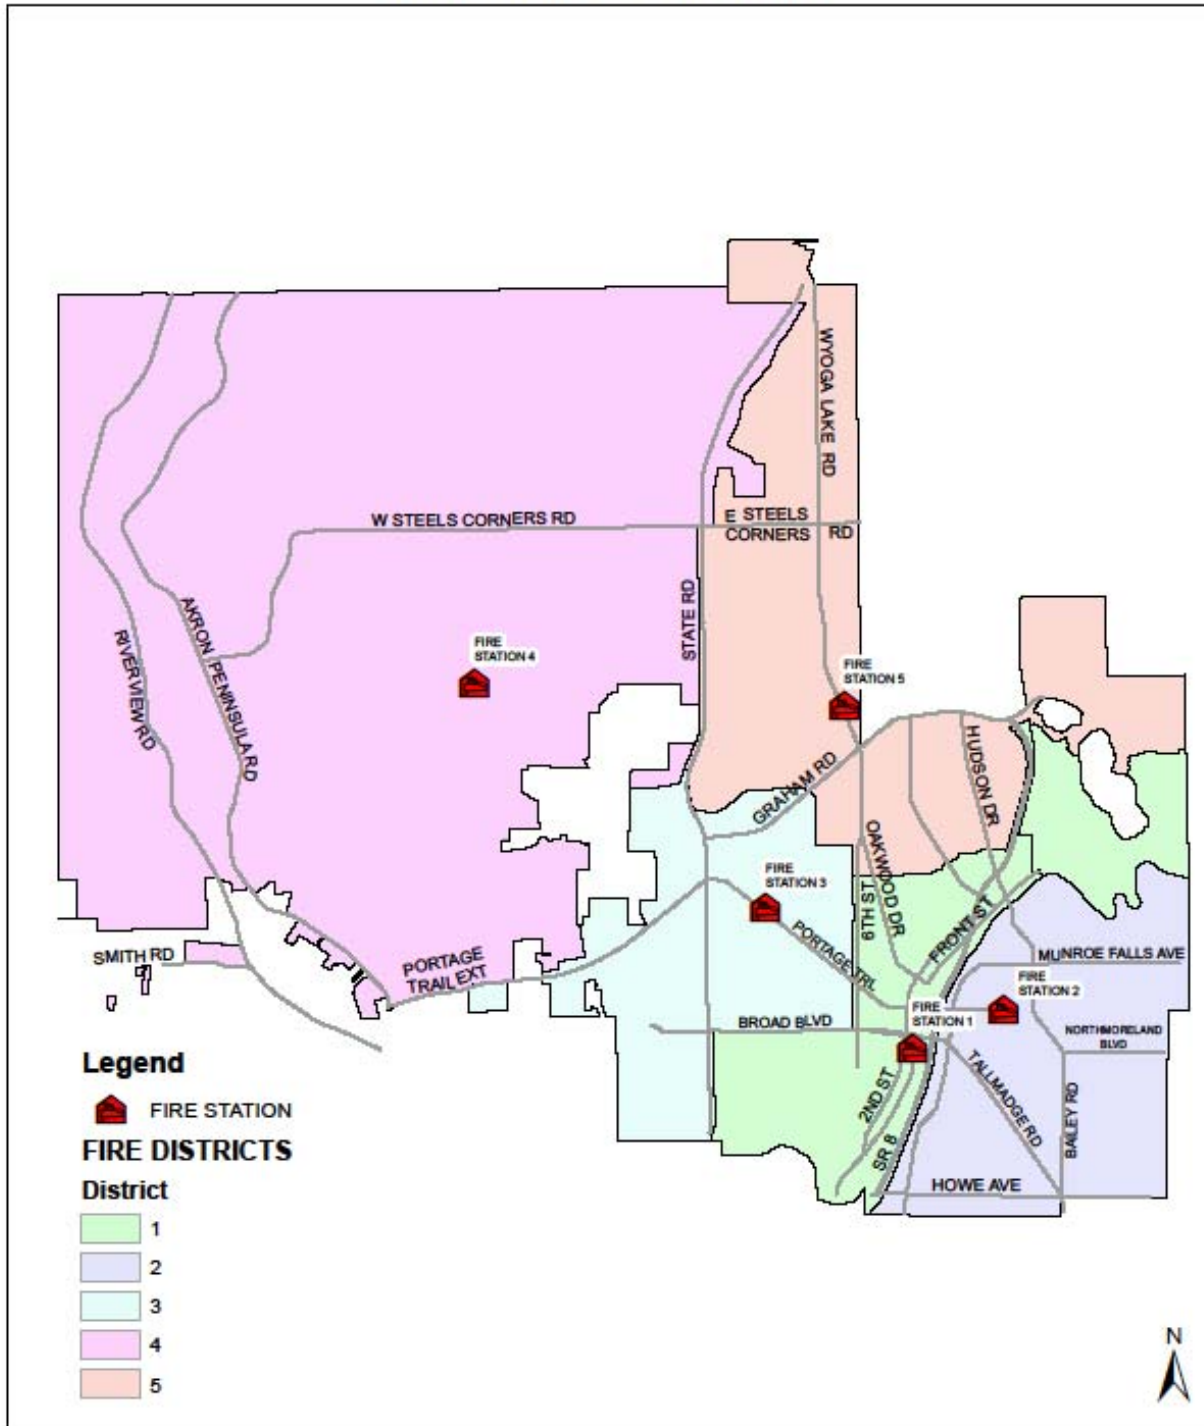 WYOGA LAKE RD
W STEELS CORNERS RD
E STEELS
CORNERS RD
STATE RD
AKRON PENINSULA RD
RIVERVIEW RD
FIRE
STATION 4
FIRE
STATION 5
HUDSON DR
GRAHAM RD
OAKWOOD DR
6TH ST
FIRE
STATION 3
FRONT ST
PORTAGE TRL
SMITH RD
PORTAGE
TRAIL EXT
MUNROE FALLS AVE
FIRE
STATION 2
FIRE
STATION 1
BROAD BLVD
NORTHMORELAND
BLVD
2ND ST
TALLMADGE RD
BAILEY RD
SR 8
HOWE AVE
Legend
FIRE STATION
FIRE DISTRICTS
District
1
2
3
4
5
N